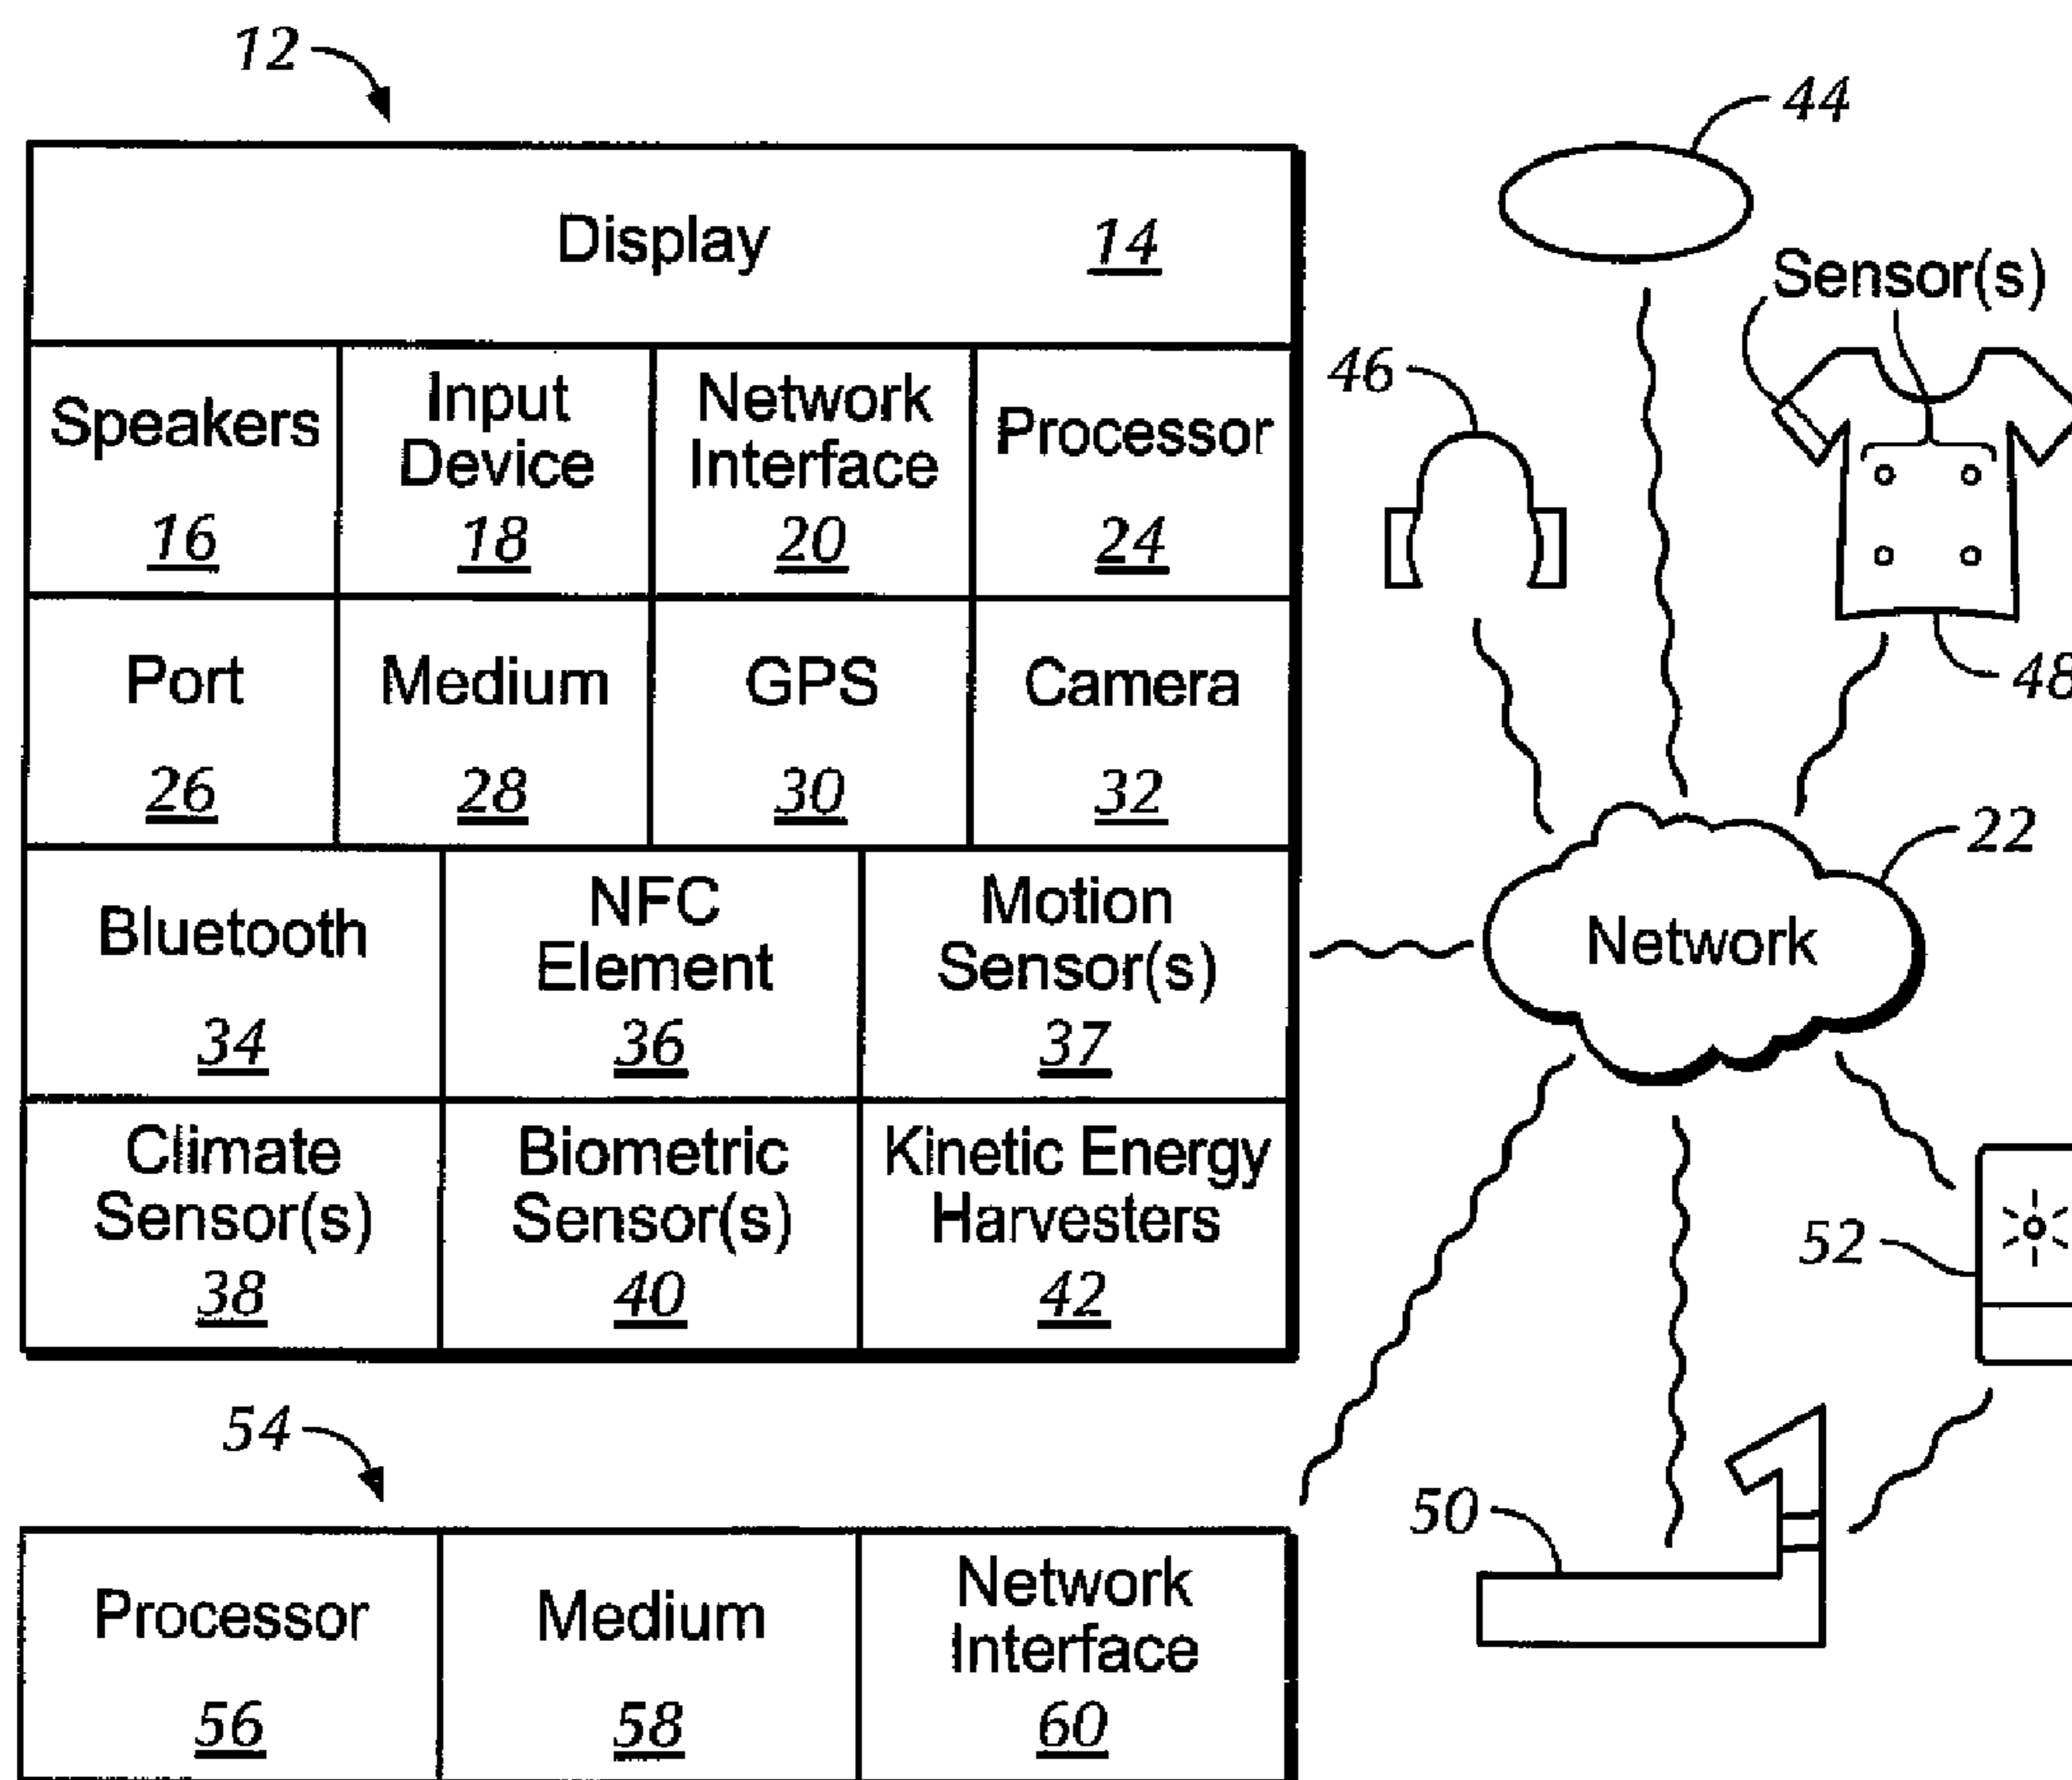 12
44
Display 14
Sensor(s)
46
Speakers
16
Input
Device
18
Network
Interface
20
Processor
24
48
Port
26
Medium
28
GPS
30
Camera
32
22
Network
Bluetooth
34
NFC
Element
36
Motion
Sensor(s)
37
Climate
Sensor(s)
38
Biometric
Sensor(s)
40
Kinetic Energy
Harvesters
42
52
54
50
Processor
56
Medium
58
Network
Interface
60